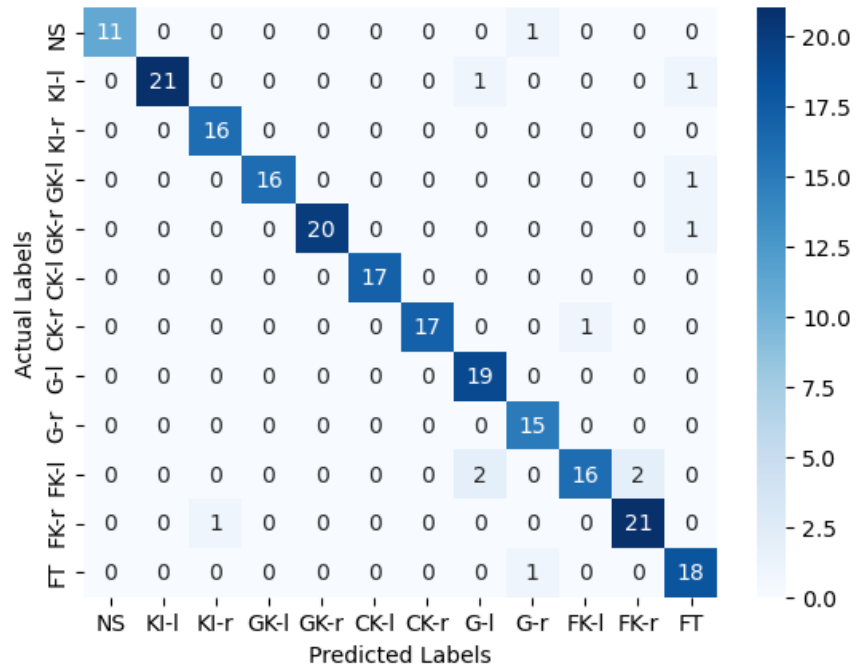 NS 11 0 0 0 0 0 0 0 1 0 0 0
KI-l 0 21 0 0 0 0 0 1 0 0 0 1
KI-r 0 0 16 0 0 0 0 0 0 0 0 0
GK-l 0 0 0 16 0 0 0 0 0 0 0 1
GK-r 0 0 0 0 20 0 0 0 0 0 0 1
CK-l 0 0 0 0 0 17 0 0 0 0 0 0
CK-r 0 0 0 0 0 0 17 0 0 1 0 0
G-l 0 0 0 0 0 0 0 19 0 0 0 0
G-r 0 0 0 0 0 0 0 0 15 0 0 0
FK-l 0 0 0 0 0 0 0 2 0 16 2 0
FK-r 0 0 1 0 0 0 0 0 0 0 21 0
FT 0 0 0 0 0 0 0 0 1 0 0 18
NS KI-l KI-r GK-l GK-r CK-l CK-r G-l G-r FK-l FK-r FT
Predicted Labels
Actual Labels
20.0
17.5
15.0
12.5
10.0
7.5
5.0
2.5
0.0